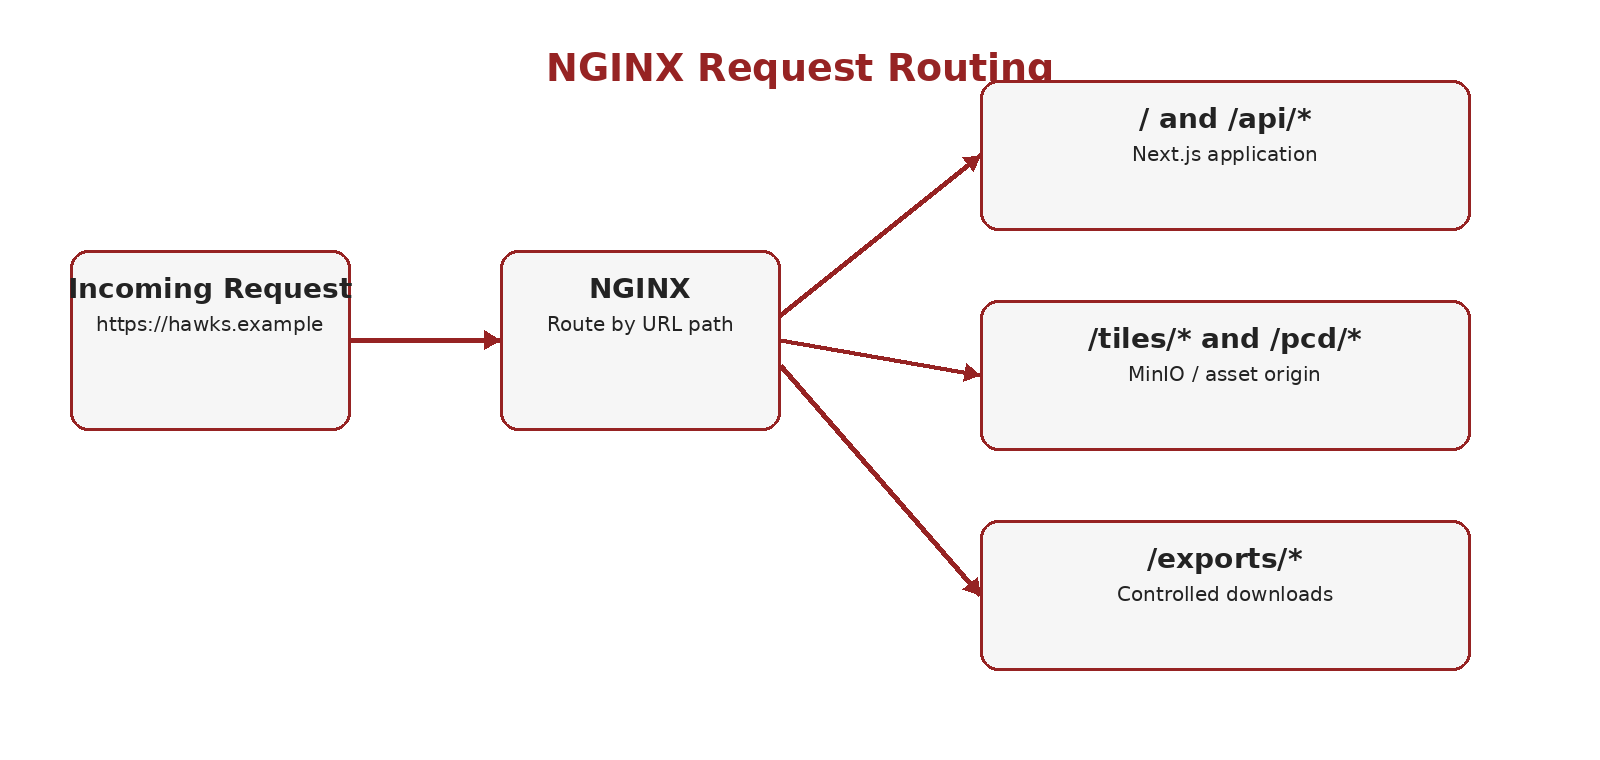 NGINX Request Routing
Incoming Request
https://hawks.example
NGINX
Route by URL path
/ and /api/*
Next.js application
/tiles/* and /pcd/*
MinIO / asset origin
/exports/*
Controlled downloads